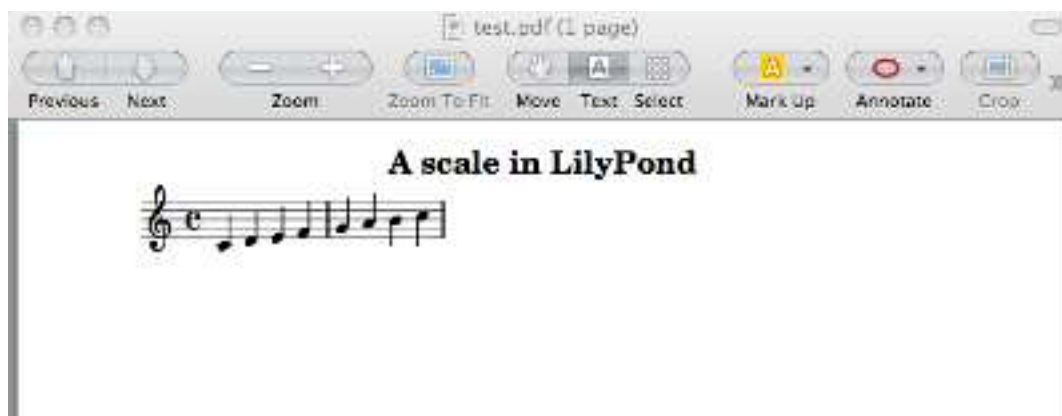 test.pdf (1 page)
Previous Next Zoom Zoom To Fit Move Text Select Mark Up Annotate Crop
A scale in LilyPond